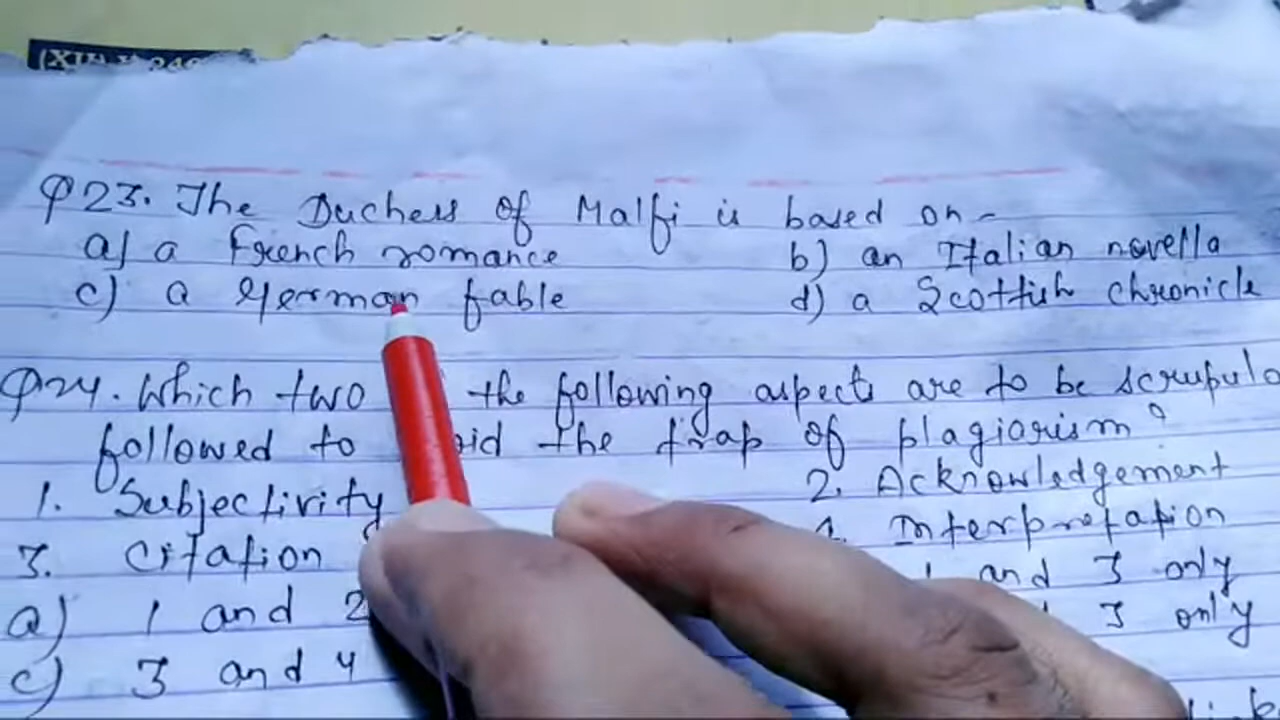 Q23. The Duchess of Malfi is based on -
a) a French romance b) an Italian novella
c) a German fable d) a Scottish chronicle
Q24. Which two the following aspects are to be
followed to the trap of plagiarism?
1. Subjectivity 2. Acknowledgement
3. Citation Interpretation
a) 1 and 2 and 3 only
c) 3 and 4 3 only